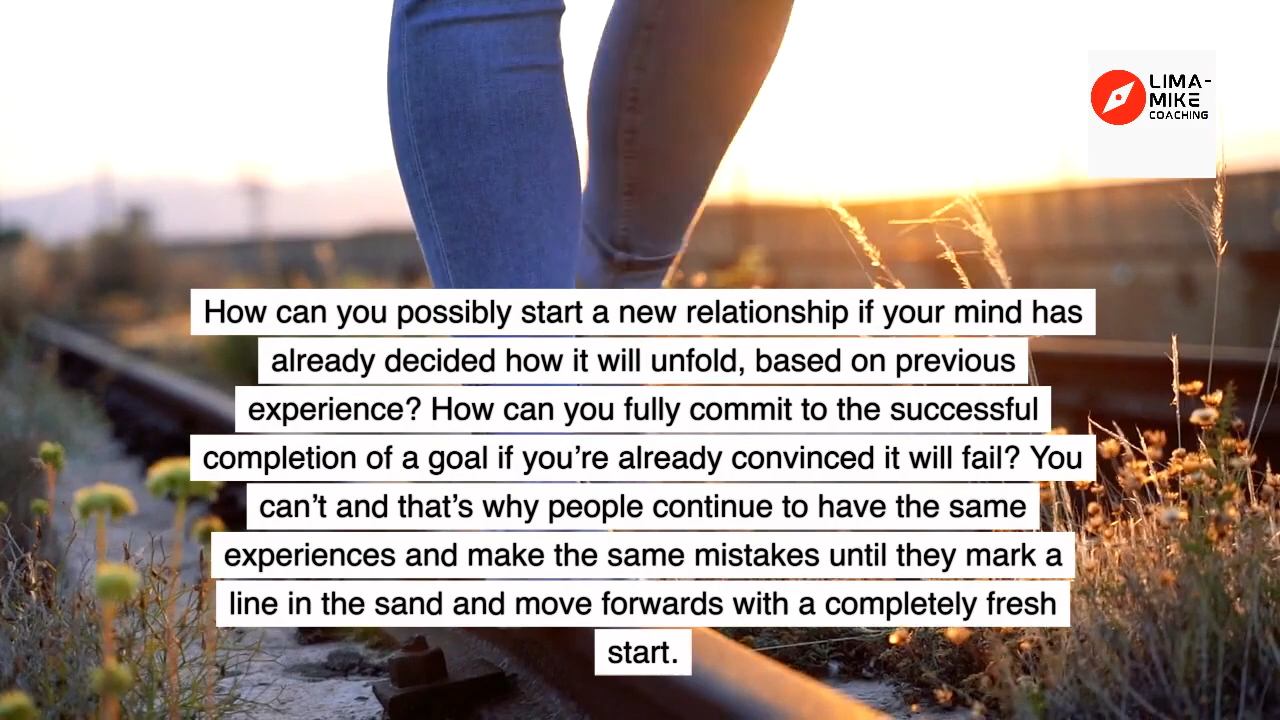 LIMA-
MIKE
COACHING
How can you possibly start a new relationship if your mind has
already decided how it will unfold, based on previous
experience? How can you fully commit to the successful
completion of a goal if you’re already convinced it will fail? You
can’t and that’s why people continue to have the same
experiences and make the same mistakes until they mark a
line in the sand and move forwards with a completely fresh
start.